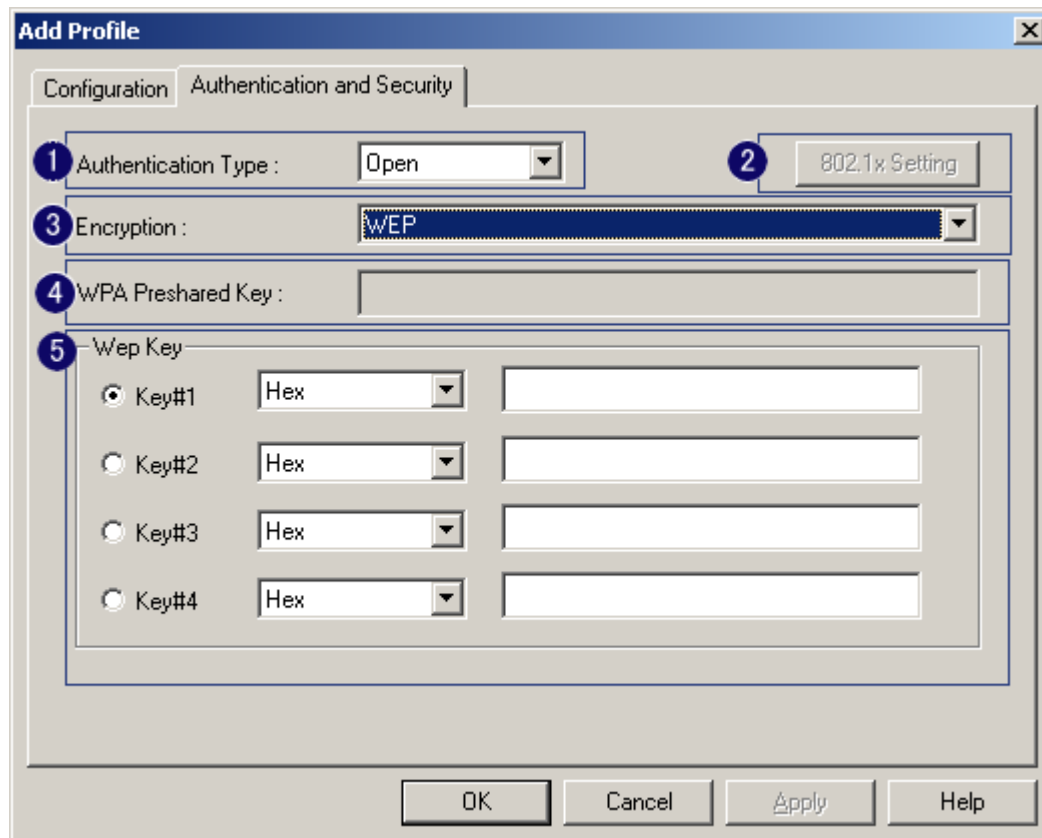 Add Profile
Configuration Authentication and Security
1 Authentication Type : Open 2 802.1x Setting
3 Encryption : WEP
4 WPA Preshared Key :
5 Wep Key
Key#1 Hex
Key#2 Hex
Key#3 Hex
Key#4 Hex
OK Cancel Apply Help